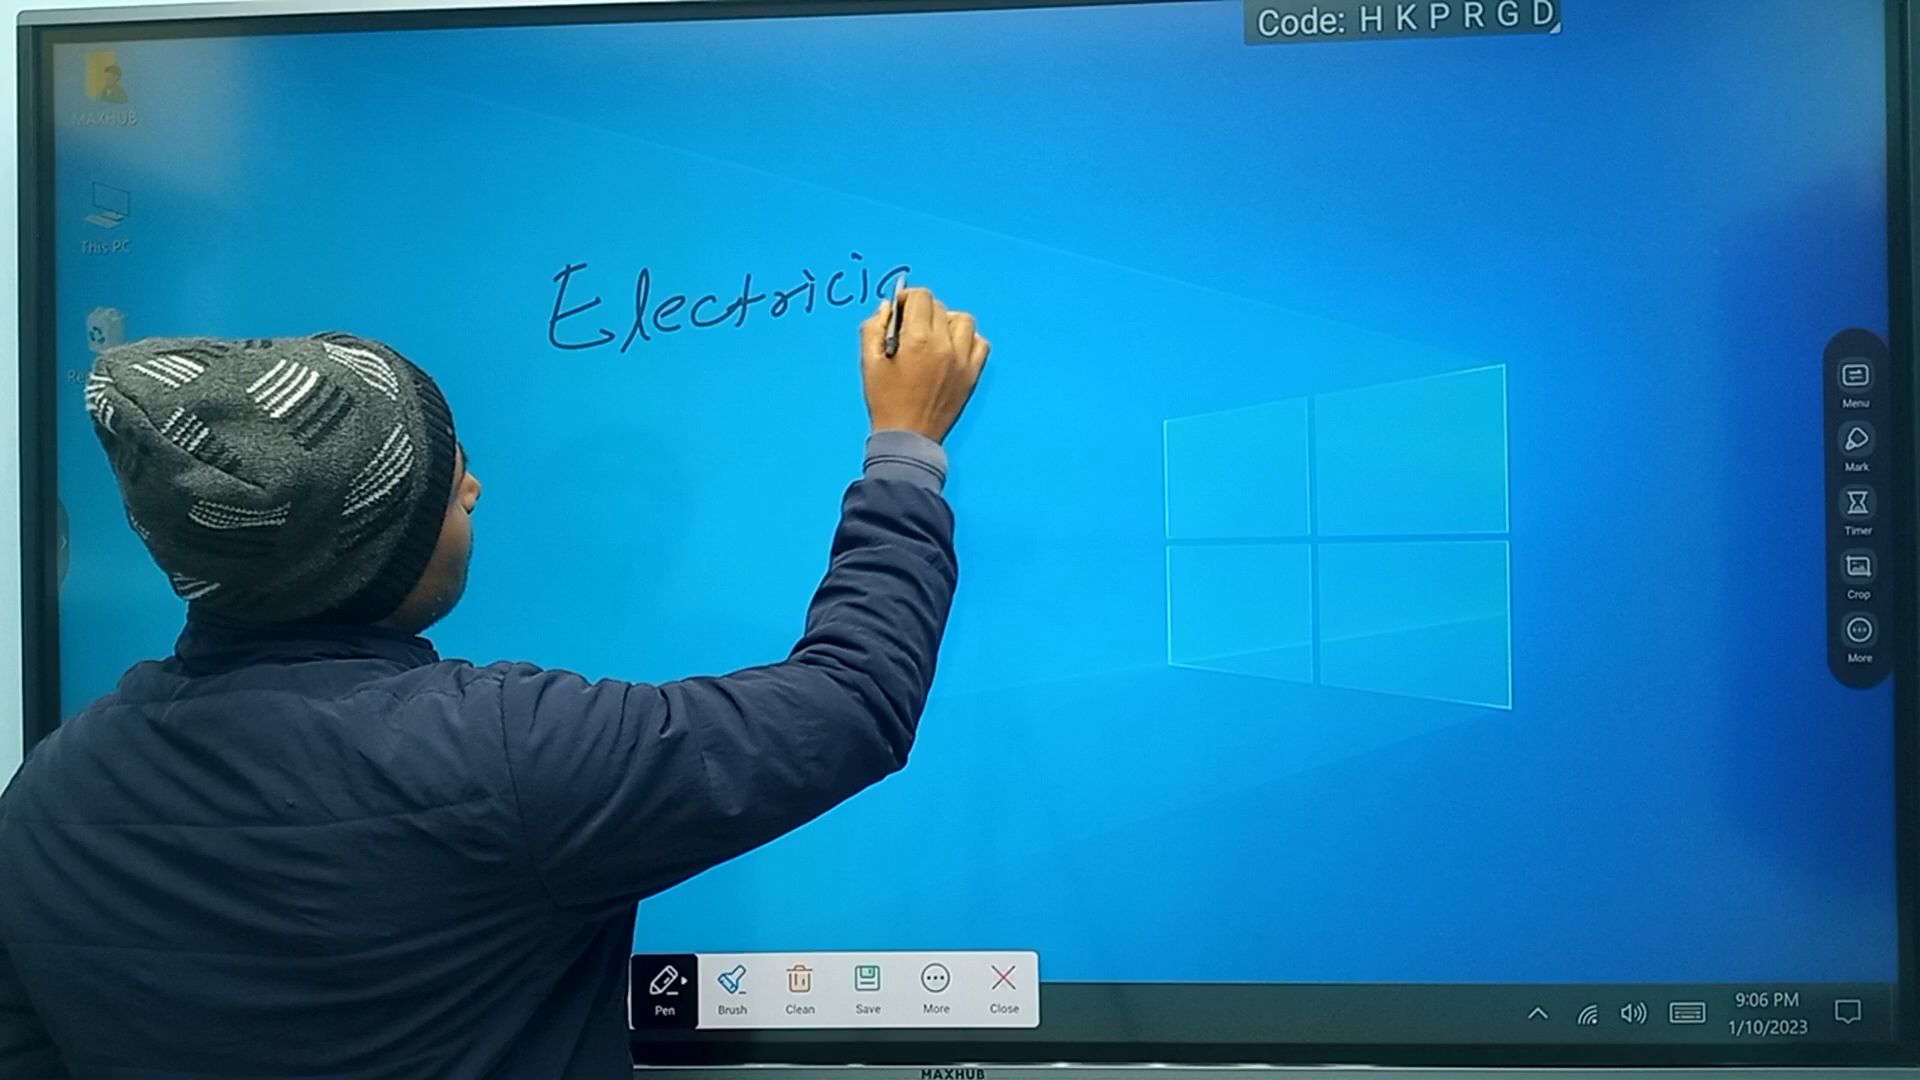 Code: H K P R G D
MAXHUB
This PC
Electricia
Menu
Mark
Timer
Crop
More
Pen
Brush
Clean
Save
More
Close
9:06 PM
1/10/2023
MAXHUB